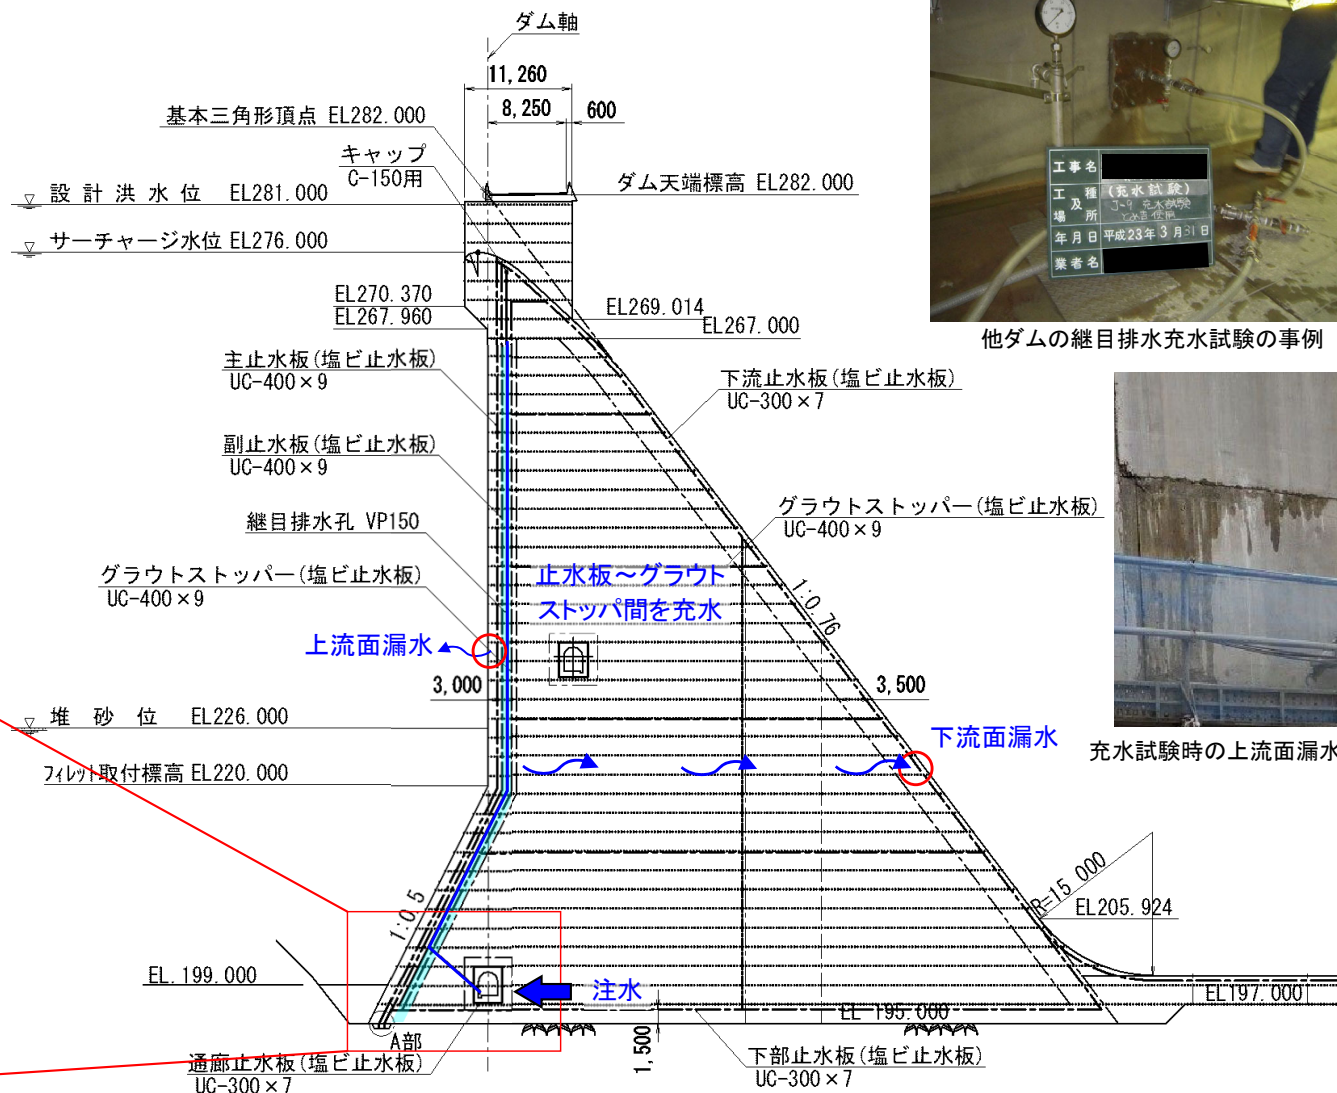 ダム軸
11,260
8,250
600
基本三角形頂点 EL282.000
キャップ
C-150用
ダム天端標高 EL282.000
設計洪水位 EL281.000
サーチャージ水位 EL276.000
EL270.370
EL267.960
EL269.014
EL267.000
主止水板(塩ビ止水板)
UC-400×9
下流止水板(塩ビ止水板)
UC-300×7
副止水板(塩ビ止水板)
UC-400×9
継目排水孔 VP150
グラウトストッパー(塩ビ止水板)
UC-400×9
グラウトストッパー(塩ビ止水板)
UC-400×9
止水板～グラウト
ストッパ間を充水
1:0.76
上流面漏水
3,000
3,500
堆砂位 EL226.000
下流面漏水
フィレット取付標高 EL220.000
1:0.5
R=15.000
EL205.924
EL.199.000
注水
EL197.000
EL 195.000
A部
1,500
通廊止水板(塩ビ止水板)
UC-300×7
下部止水板(塩ビ止水板)
UC-300×7
工事名
工種及場所
(充水試験)
J-9 充水試験
年月日
平成23年3月31日
業者名
他ダムの継目排水充水試験の事例
充水試験時の上流面漏水